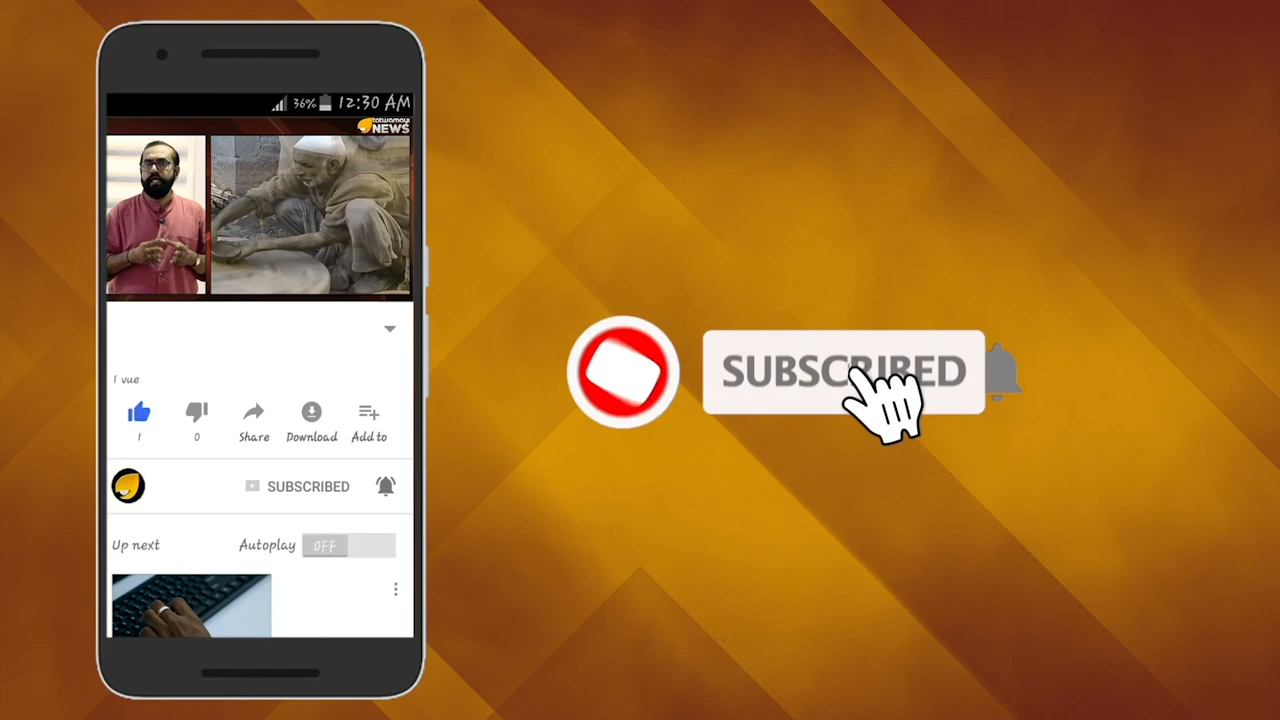 36% 12:30 AM
tatwamayi
NEWS
1 vue
1
0
Share
Download
Add to
SUBSCRIBED
Up next
Autoplay
OFF
SUBSCRIBED